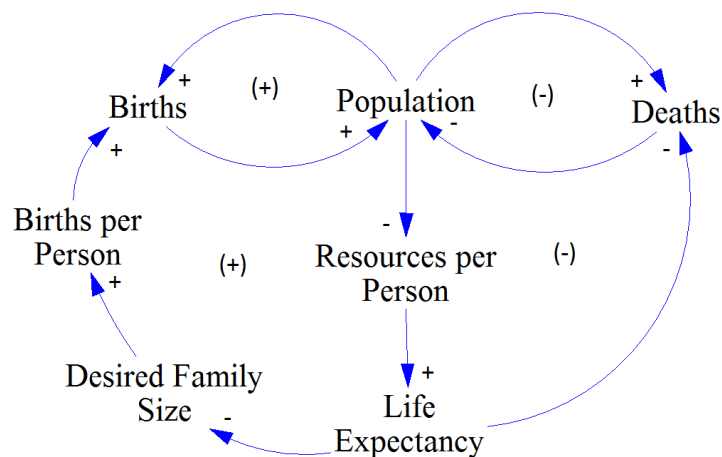 +
(+)
Population
(-)
+
Births
Deaths
+
-
-
+
Births per
Person
+
(+)
-
Resources per
Person
(-)
Desired Family
Size
-
+
Life
Expectancy